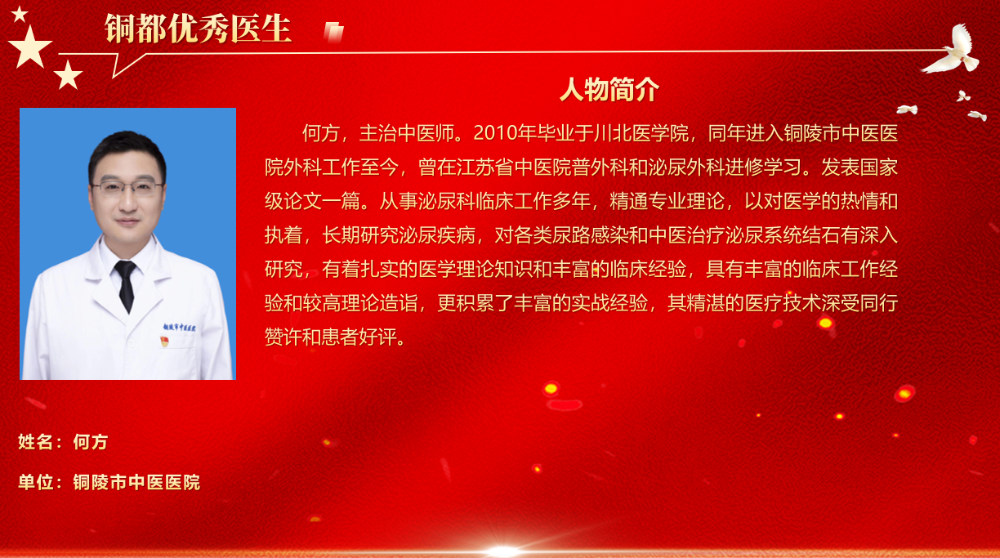 铜都优秀医生
人物简介
何方，主治中医师。2010年毕业于川北医学院，同年进入铜陵市中医医
院外科工作至今，曾在江苏省中医院普外科和泌尿外科进修学习。发表国家
级论文一篇。从事泌尿科临床工作多年，精通专业理论，以对医学的热情和
执着，长期研究泌尿疾病，对各类尿路感染和中医治疗泌尿系统结石有深入
研究，有着扎实的医学理论知识和丰富的临床经验，具有丰富的临床工作经
验和较高理论造诣，更积累了丰富的实战经验，其精湛的医疗技术深受同行
赞许和患者好评。
铜陵市中医医院
姓名：何方
单位：铜陵市中医医院